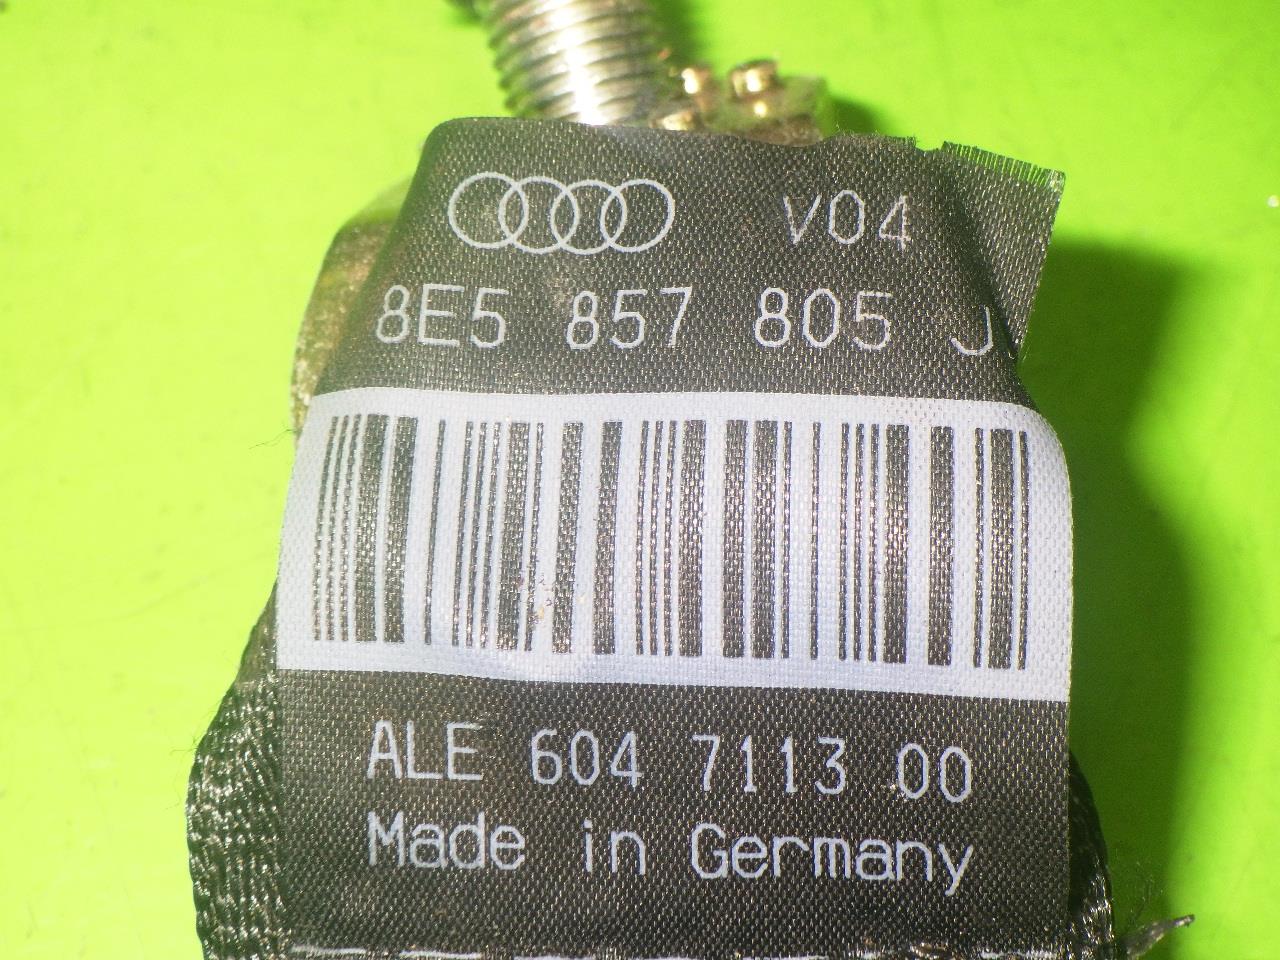 V04
8E5 857 805 J
ALE 604 7113 00
Made in Germany